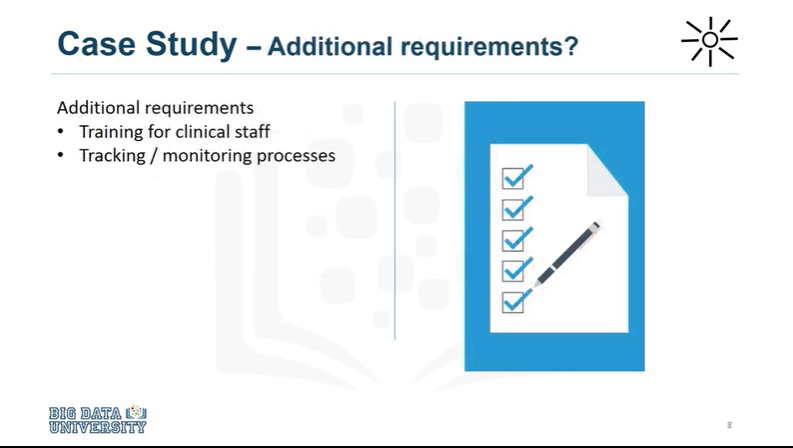 Case Study – Additional requirements?
Additional requirements
• Training for clinical staff
• Tracking / monitoring processes
BIG DATA
UNIVERSITY
8